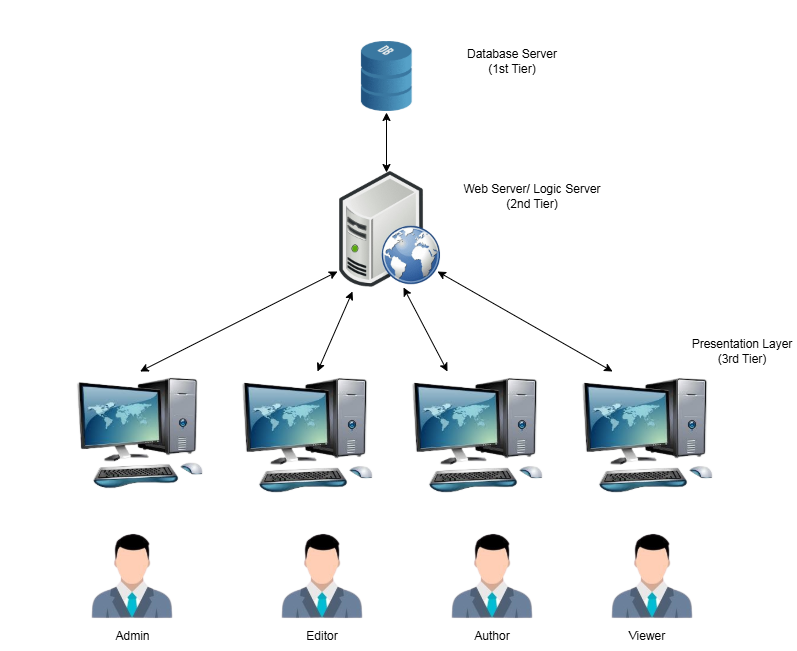 DB
Database Server
(1st Tier)
Web Server/ Logic Server
(2nd Tier)
Presentation Layer
(3rd Tier)
Admin
Editor
Author
Viewer